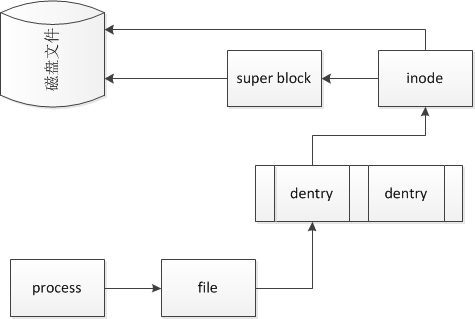 磁盘文件
super block
inode
dentry
dentry
process
file